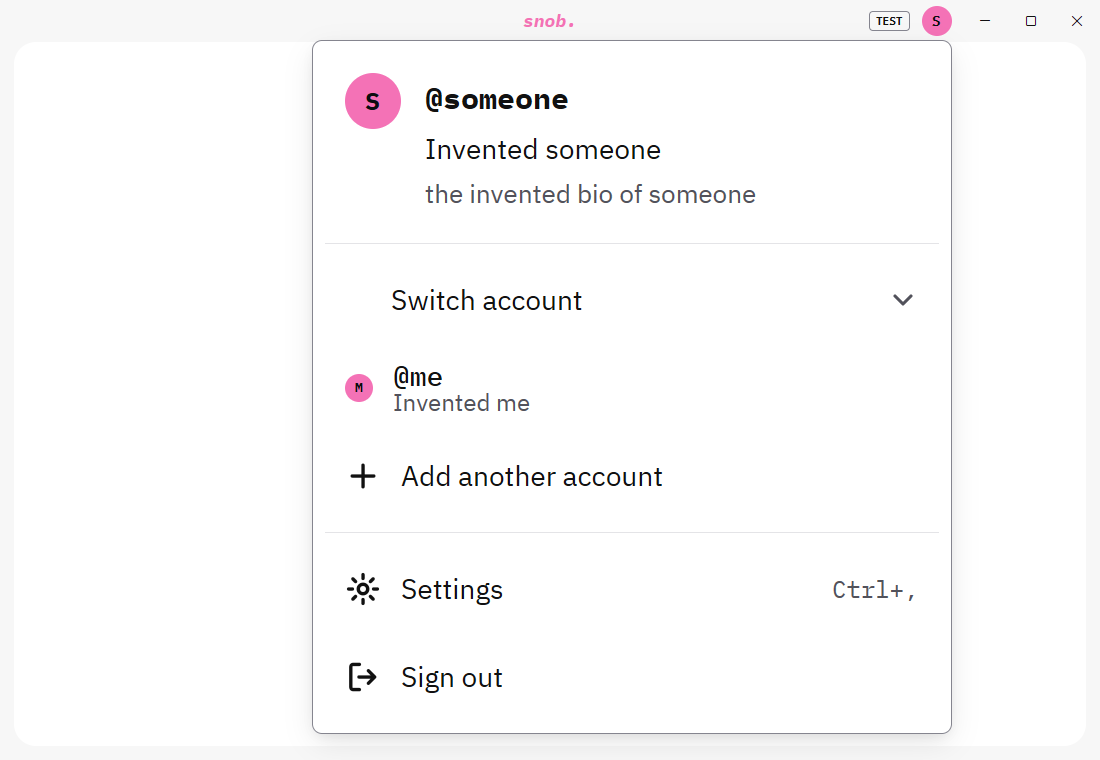 snob.
TEST
S
S
@someone
Invented someone
the invented bio of someone
Switch account
M
@me
Invented me
Add another account
Settings
Ctrl+,
Sign out